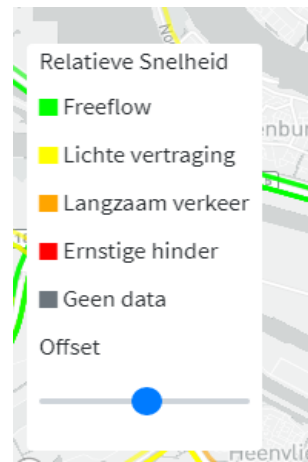 Relatieve Snelheid
Freeflow
Lichte vertraging
Langzaam verkeer
Ernstige hinder
Geen data
Offset